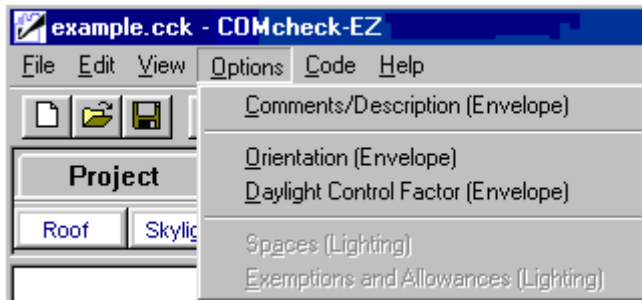 example.cck - COMcheck-EZ
File Edit View Options Code Help
Comments/Description (Envelope)
Orientation (Envelope)
Daylight Control Factor (Envelope)
Spaces (Lighting)
Exemptions and Allowances (Lighting)
Project
Roof